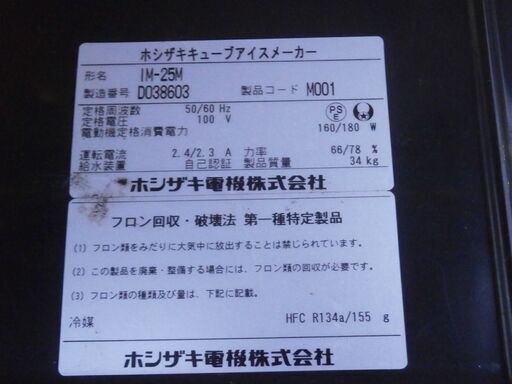 ホシザキキューブアイスメーカー
形名 IM-25M
製造番号 D038603 製品コード M001
定格周波数 50/60 Hz
定格電圧 100 V
電動機定格消費電力 160/180 W
PS
E
運転電流 2.4/2.3 A 力率 66/78 %
給水装置 自己認証 製品質量 34 kg
ホシザキ電機株式会社
フロン回収・破壊法 第一種特定製品
(1) フロン類をみだりに大気中に放出することは禁じられています。
(2) この製品を廃棄・整備する場合には、フロン類の回収が必要です。
(3) フロン類の種類及び量は、下記に記載。
冷媒 HFC R134a/155 g
ホシザキ電機株式会社